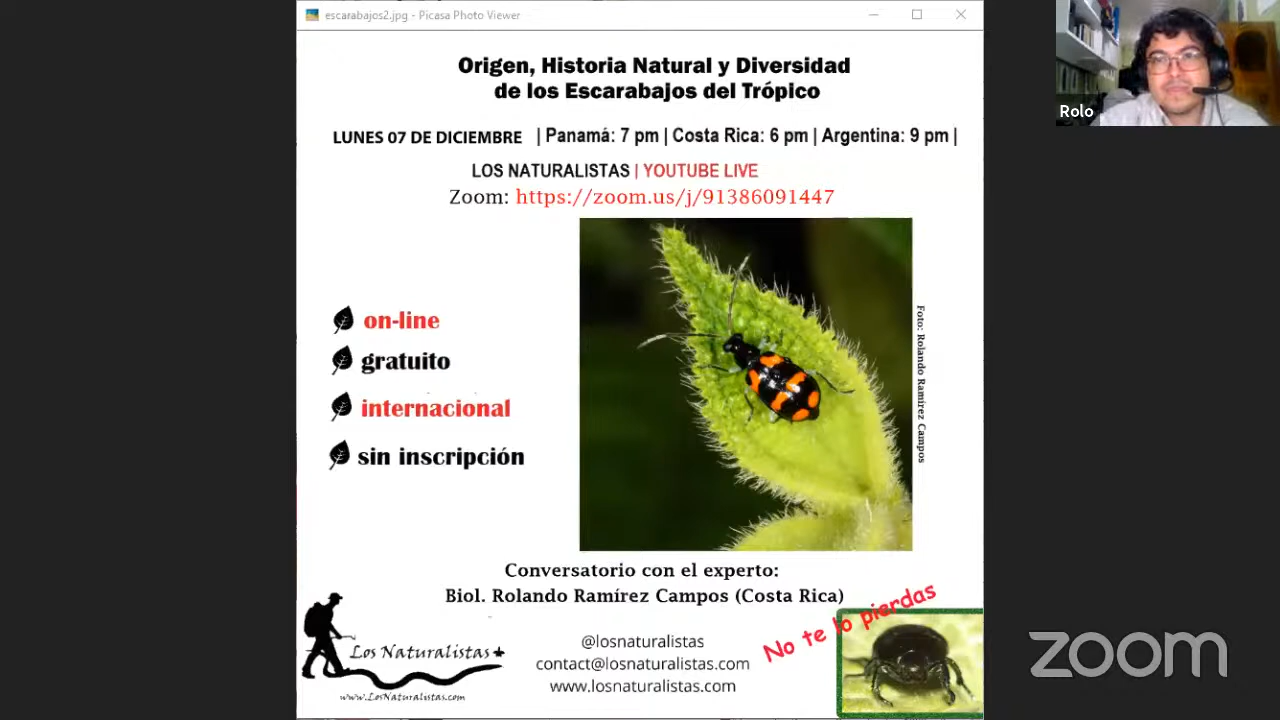 escarabajos2.jpg - Picasa Photo Viewer
Rolo
Origen, Historia Natural y Diversidad
de los Escarabajos del Trópico
LUNES 07 DE DICIEMBRE | Panamá: 7 pm | Costa Rica: 6 pm | Argentina: 9 pm |
LOS NATURALISTAS | YOUTUBE LIVE
Zoom: https://zoom.us/j/91386091447
on-line
gratuito
internacional
sin inscripción
Foto: Rolando Ramírez Campos
Conversatorio con el experto:
Biol. Rolando Ramírez Campos (Costa Rica)
No te lo pierdas
Los Naturalistas
www.LosNaturalistas.com
@losnaturalistas
contact@losnaturalistas.com
www.losnaturalistas.com
zoom